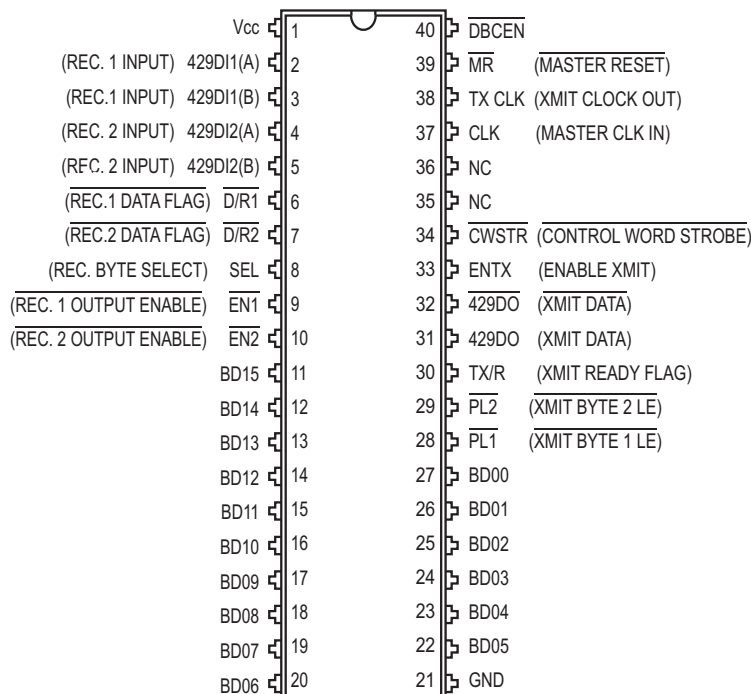 Vcc 1 40 DBCEN
(REC. 1 INPUT) 429DI1(A) 2 39 MR (MASTER RESET)
(REC.1 INPUT) 429DI1(B) 3 38 TX CLK (XMIT CLOCK OUT)
(REC. 2 INPUT) 429DI2(A) 4 37 CLK (MASTER CLK IN)
(REC. 2 INPUT) 429DI2(B) 5 36 NC
(REC.1 DATA FLAG) D/R1 6 35 NC
(REC.2 DATA FLAG) D/R2 7 34 CWSTR (CONTROL WORD STROBE)
(REC. BYTE SELECT) SEL 8 33 ENTX (ENABLE XMIT)
(REC. 1 OUTPUT ENABLE) EN1 9 32 429DO (XMIT DATA)
(REC. 2 OUTPUT ENABLE) EN2 10 31 429DO (XMIT DATA)
BD15 11 30 TX/R (XMIT READY FLAG)
BD14 12 29 PL2 (XMIT BYTE 2 LE)
BD13 13 28 PL1 (XMIT BYTE 1 LE)
BD12 14 27 BD00
BD11 15 26 BD01
BD10 16 25 BD02
BD09 17 24 BD03
BD08 18 23 BD04
BD07 19 22 BD05
BD06 20 21 GND